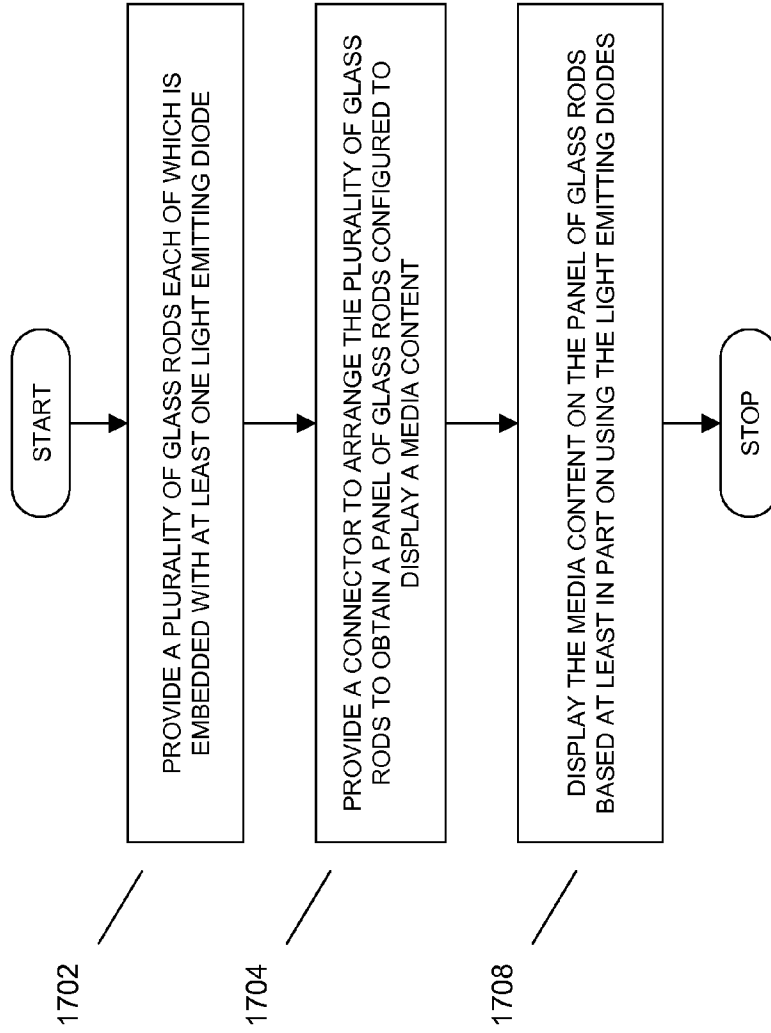 START
1702
PROVIDE A PLURALITY OF GLASS RODS EACH OF WHICH IS
EMBEDDED WITH AT LEAST ONE LIGHT EMITTING DIODE
1704
PROVIDE A CONNECTOR TO ARRANGE THE PLURALITY OF GLASS
RODS TO OBTAIN A PANEL OF GLASS RODS CONFIGURED TO
DISPLAY A MEDIA CONTENT
1708
DISPLAY THE MEDIA CONTENT ON THE PANEL OF GLASS RODS
BASED AT LEAST IN PART ON USING THE LIGHT EMITTING DIODES
STOP